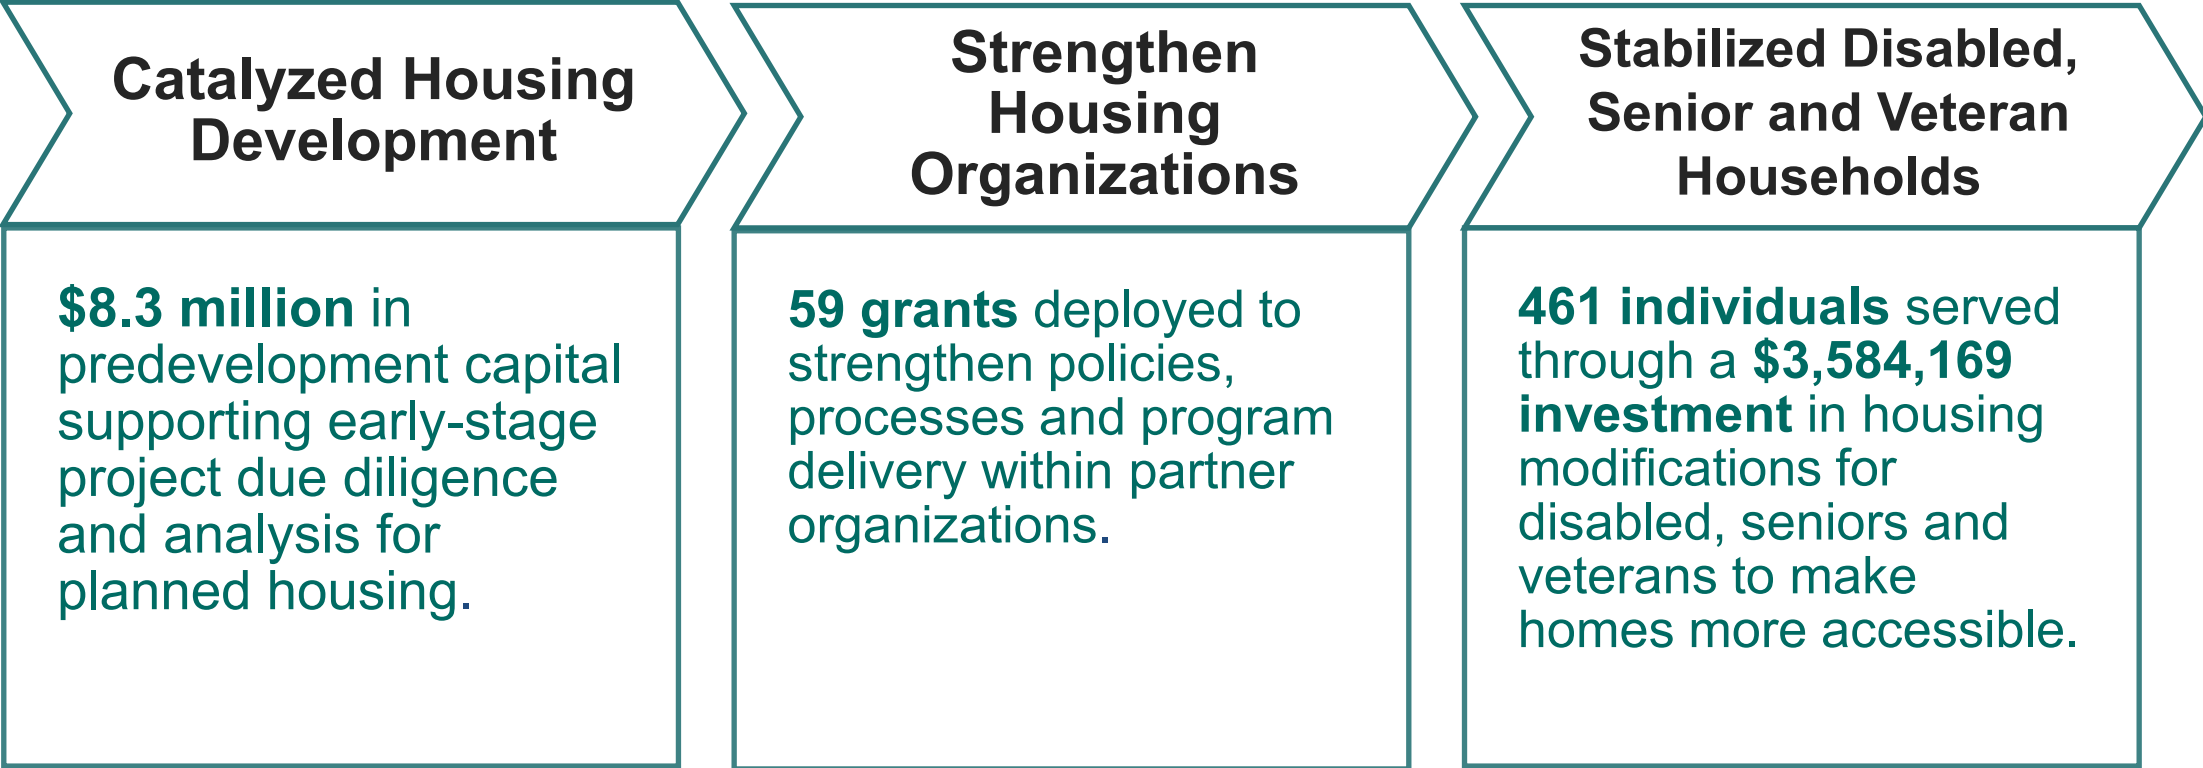 Catalyzed Housing
Development
$8.3 million in
predevelopment capital
supporting early-stage
project due diligence
and analysis for
planned housing.
Strengthen
Housing
Organizations
59 grants deployed to
strengthen policies,
processes and program
delivery within partner
organizations.
Stabilized Disabled,
Senior and Veteran
Households
461 individuals served
through a $3,584,169
investment in housing
modifications for
disabled, seniors and
veterans to make
homes more accessible.